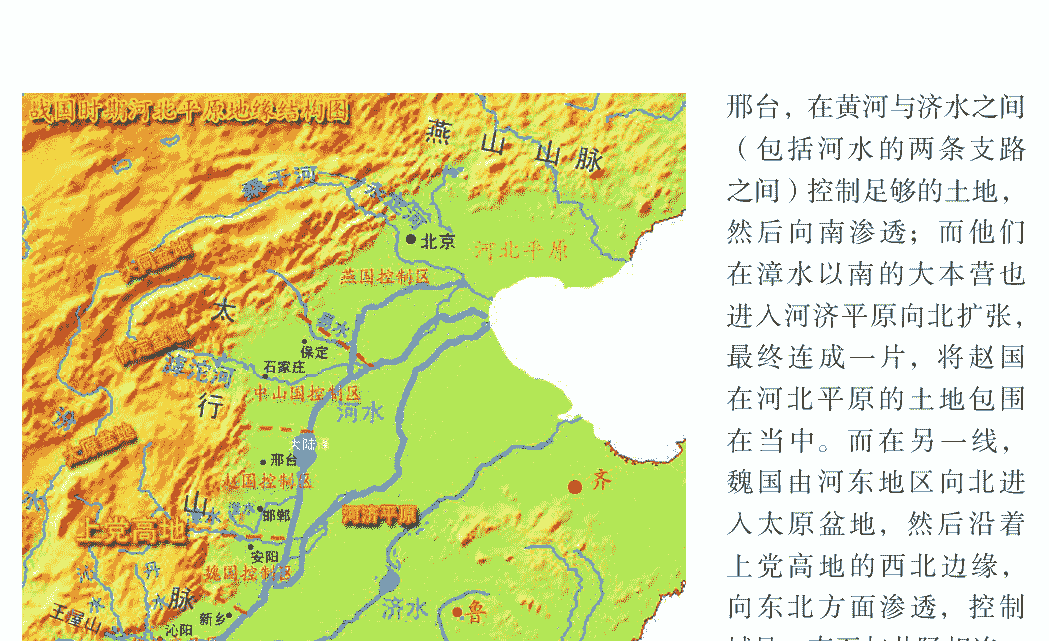 战国时期河北平原地缘结构图
燕山山脉
桑干河
永定河
北京
河北平原
燕国控制区
太
易水
保定
石家庄
滹沱河
中山国控制区
行
河水
汾
大陆泽
邢台
赵国控制区
齐
山
邯郸
河济平原
上党高地
安阳
魏国控制区
沁
丹
水
水
脉
济水
鲁
王屋山
新乡
沁阳
邢台，在黄河与济水之间
（包括河水的两条支路
之间）控制足够的土地，
然后向南渗透；而他们
在漳水以南的大本营也
进入河济平原向北扩张，
最终连成一片，将赵国
在河北平原的土地包围
在当中。而在另一线，
魏国由河东地区向北进
入太原盆地，然后沿着
上党高地的西北边缘，
向东北方面渗透，控制